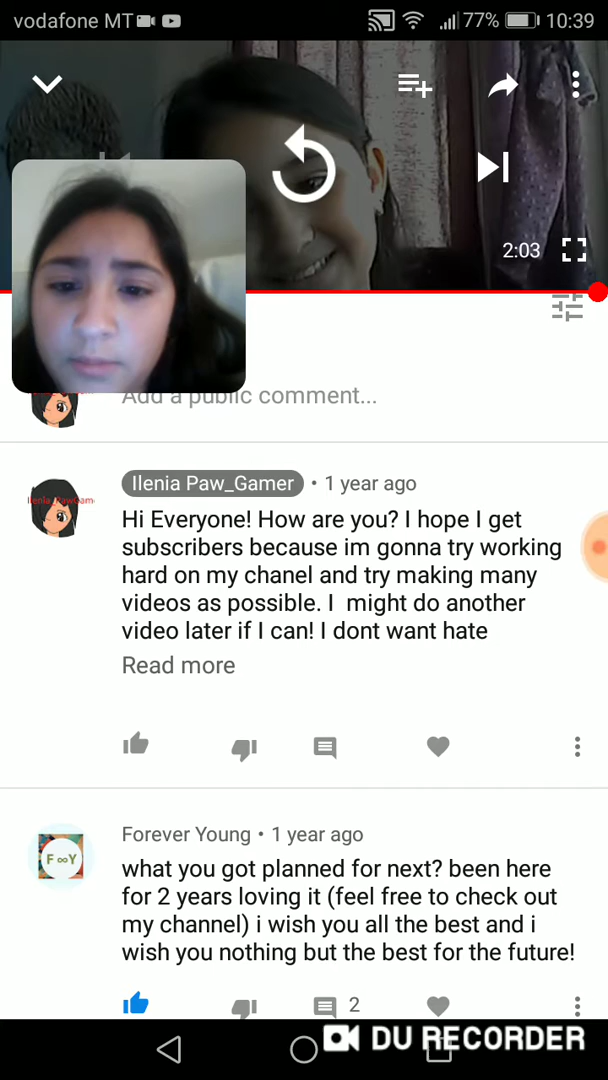 vodafone MT 77% 10:39
2:03
Add a public comment...
Ilenia Paw_Gamer • 1 year ago
Hi Everyone! How are you? I hope I get
subscribers because im gonna try working
hard on my chanel and try making many
videos as possible. I might do another
video later if I can! I dont want hate
Read more
Forever Young • 1 year ago
F∞Y
what you got planned for next? been here
for 2 years loving it (feel free to check out
my channel) i wish you all the best and i
wish you nothing but the best for the future!
2
DU RECORDER